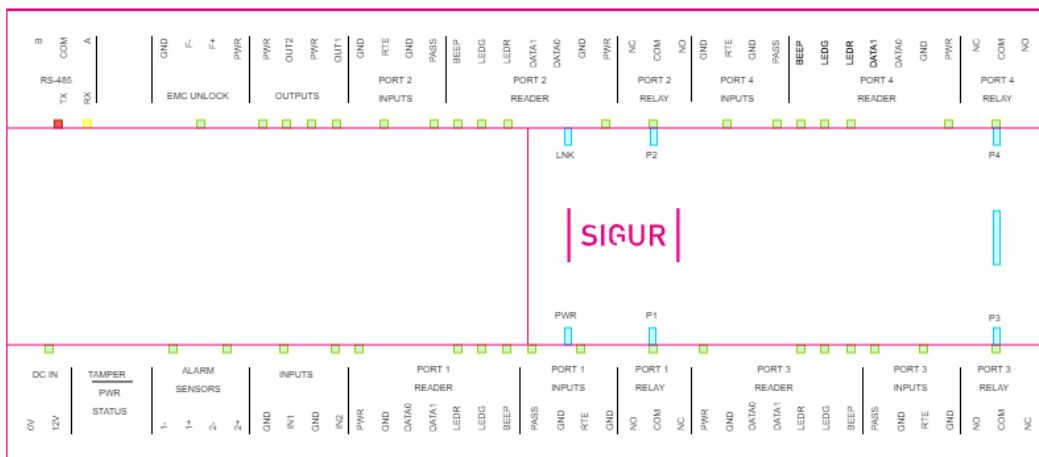 B COM A GND F- F+ PWR PWR OUT2 PWR OUT1 GND RTE GND PASS BEEP LEDG LEDR DATA1 DATA0 GND PWR NC COM NO GND RTE GND PASS BEEP LEDG LEDR DATA1 DATA0 GND PWR NC COM NO
RS-485 PORT 2 PORT 2 PORT 2 PORT 4 PORT 4 PORT 4
TX RX EMC UNLOCK OUTPUTS INPUTS READER RELAY INPUTS READER RELAY
LNK P2 P4
SIGUR
PWR P1 P3
DC IN TAMPER ALARM INPUTS PORT 1 PORT 1 PORT 1 PORT 3 PORT 3 PORT 3
PWR SENSORS READER INPUTS RELAY READER INPUTS RELAY
STATUS
0V 12V 1- 1+ 2- 2+ GND IN1 GND IN2 PWR GND DATA0 DATA1 LEDR LEDG BEEP PASS GND RTE GND NO COM NC PWR GND DATA0 DATA1 LEDR LEDG BEEP PASS GND RTE GND NO COM NC